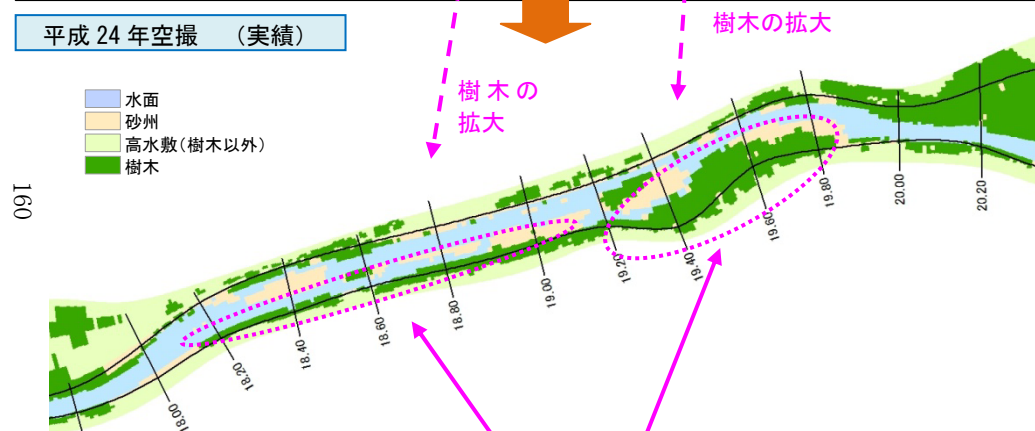 平成 24 年空撮 （実績）
樹木の拡大
樹木の
拡大
水面
砂州
高水敷(樹木以外)
樹木
160
18.00
18.20
18.40
18.60
18.80
19.00
19.20
19.40
19.60
19.80
20.00
20.20